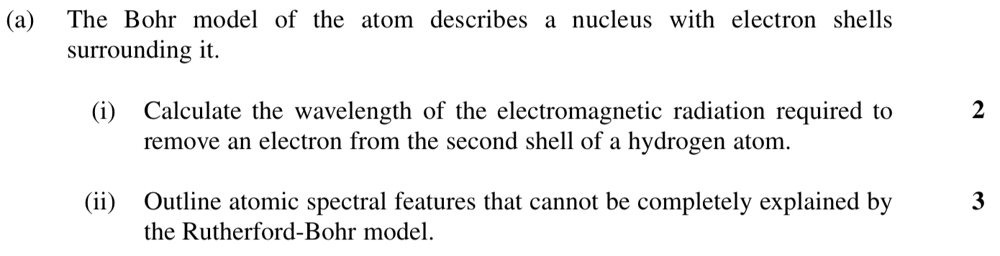 (a) The Bohr model of the atom describes a nucleus with electron shells
surrounding it.
(i) Calculate the wavelength of the electromagnetic radiation required to 2
remove an electron from the second shell of a hydrogen atom.
(ii) Outline atomic spectral features that cannot be completely explained by 3
the Rutherford-Bohr model.